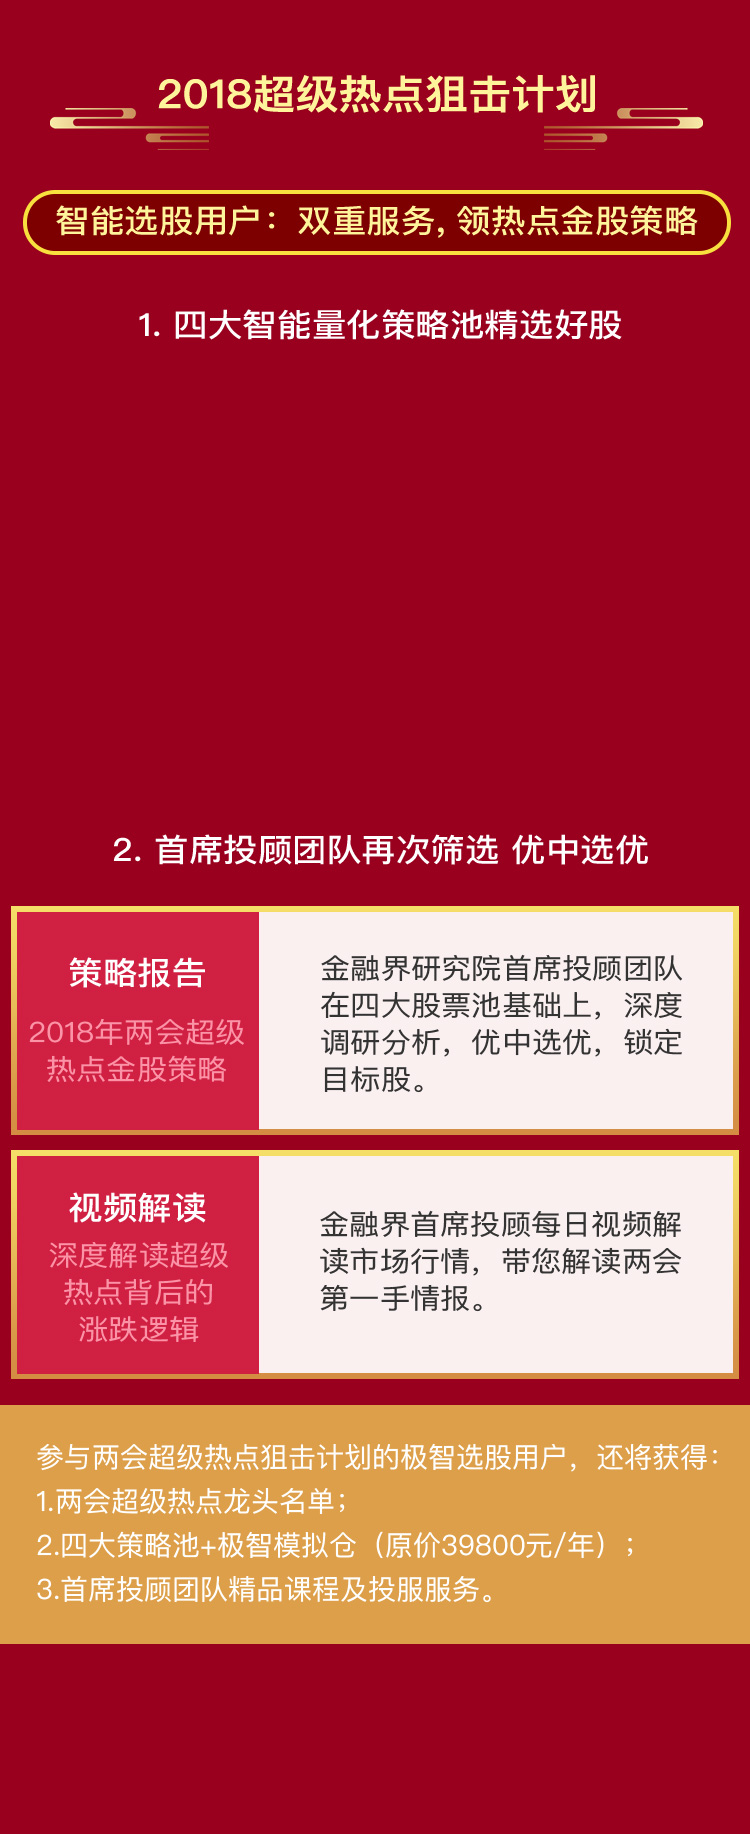 2018超级热点狙击计划
智能选股用户：双重服务, 领热点金股策略
1. 四大智能量化策略池精选好股
2. 首席投顾团队再次筛选 优中选优
策略报告
2018年两会超级
热点金股策略
金融界研究院首席投顾团队
在四大股票池基础上，深度
调研分析，优中选优，锁定
目标股。
视频解读
深度解读超级
热点背后的
涨跌逻辑
金融界首席投顾每日视频解
读市场行情，带您解读两会
第一手情报。
参与两会超级热点狙击计划的极智选股用户，还将获得：
1.两会超级热点龙头名单；
2.四大策略池+极智模拟仓（原价39800元/年）；
3.首席投顾团队精品课程及投服服务。